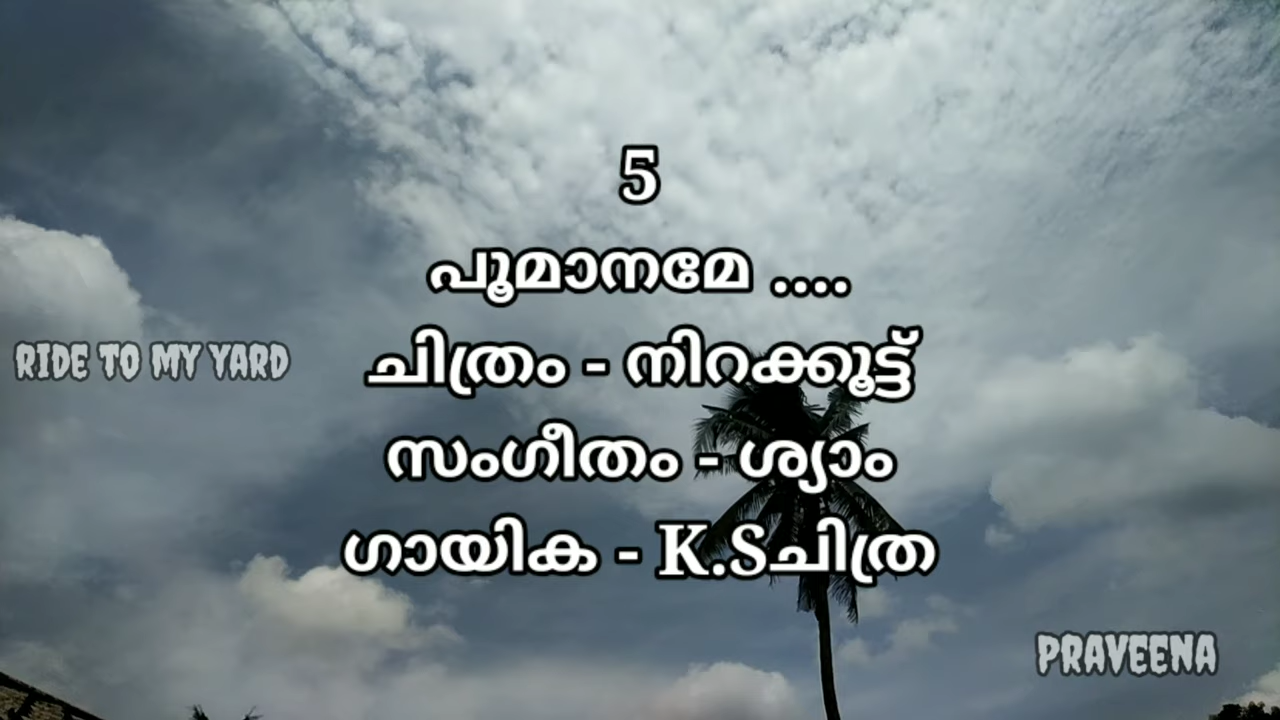 5
പൂമാനമേ ....
ചിത്രം - നിറക്കൂട്ട്
RIDE TO MY YARD
സംഗീതം - ശ്യാം
ഗായിക - K.Sചിത്ര
PRAVEENA